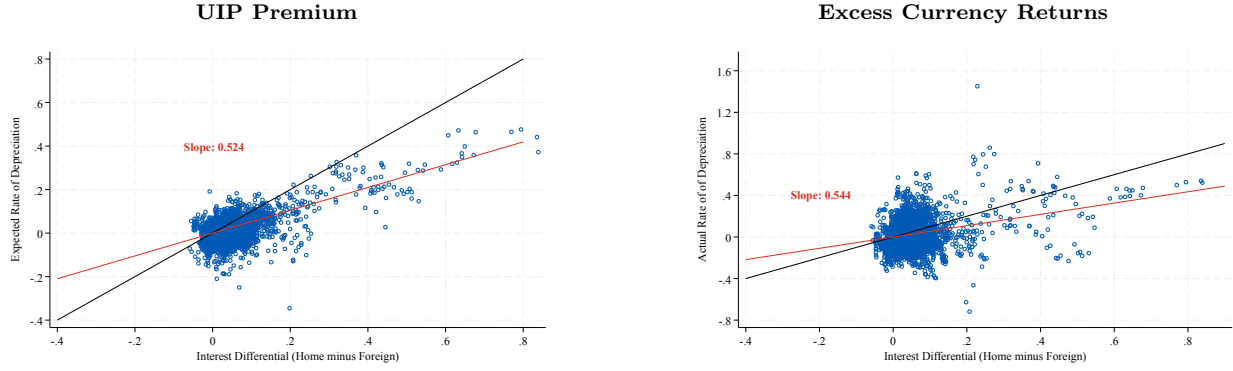 UIP Premium
Expected Rate of Depreciation
.8
.6
.4
.2
0
-.2
-.4
Slope: 0.524
-.4 -.2 0 .2 .4 .6 .8
Interest Differential (Home minus Foreign)
Excess Currency Returns
Actual Rate of Depreciation
1.6
1.2
.8
.4
0
-.4
-.8
Slope: 0.544
-.4 -.2 0 .2 .4 .6 .8
Interest Differential (Home minus Foreign)